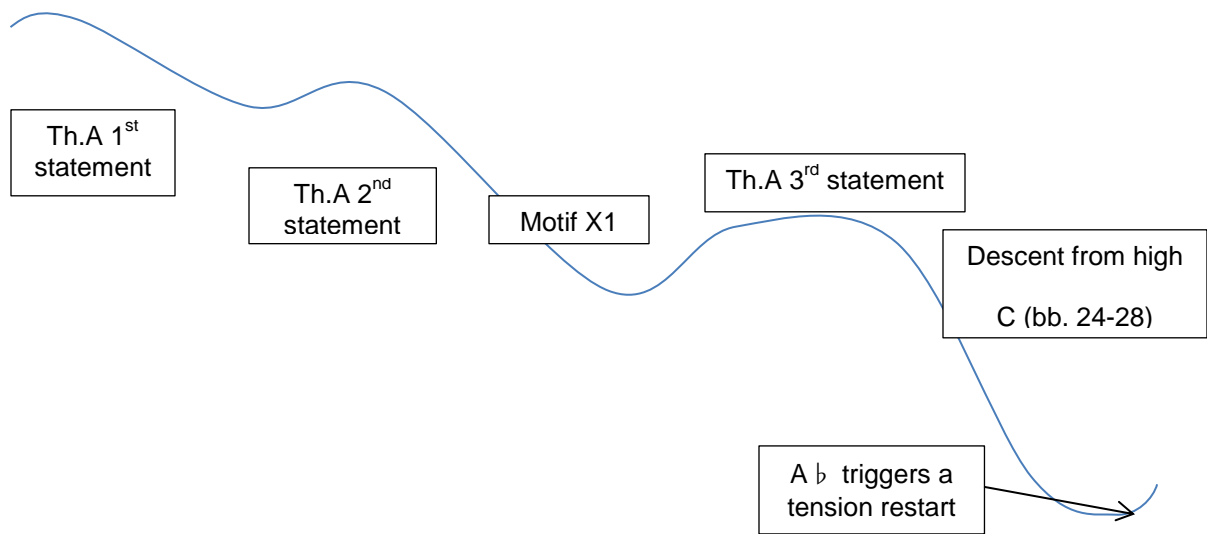 Th.A 1st
statement
Th.A 2nd
statement
Motif X1
Th.A 3rd statement
Descent from high
C (bb. 24-28)
A ♭ triggers a
tension restart